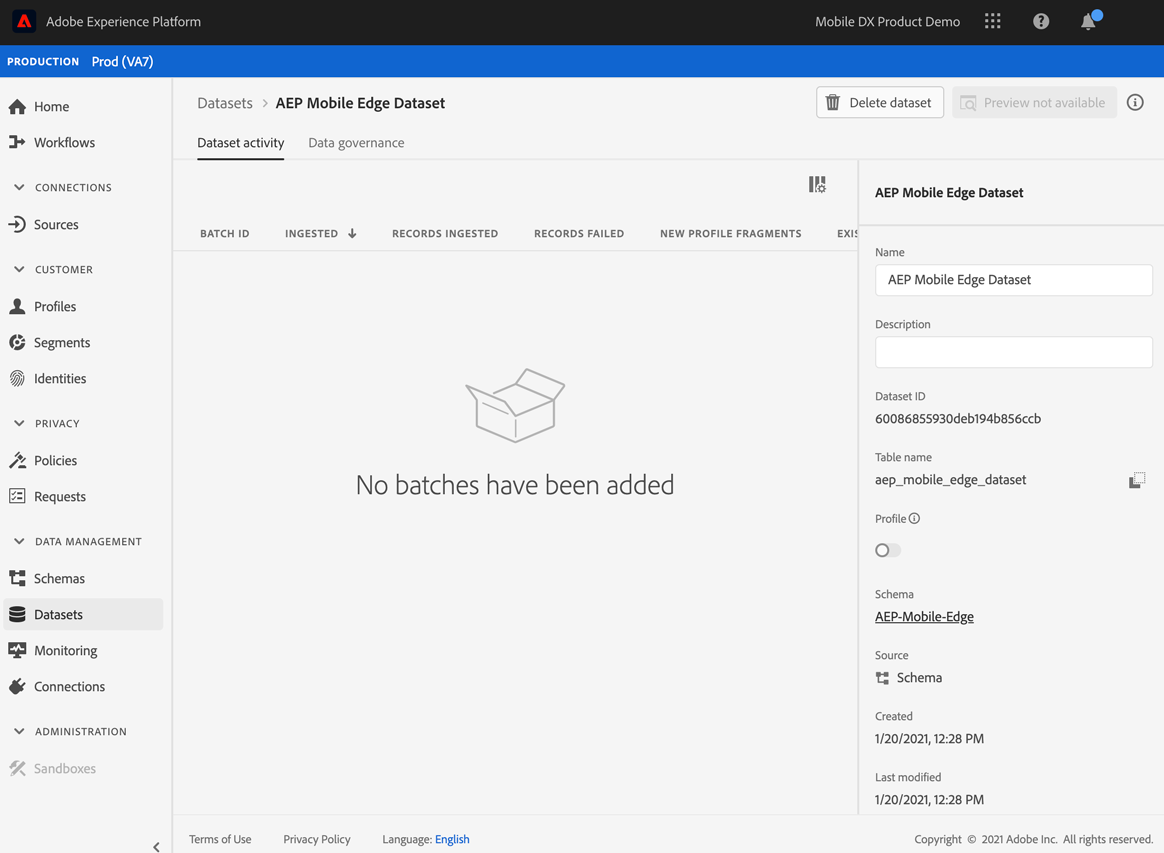 Adobe Experience Platform
Mobile DX Product Demo
PRODUCTION Prod (VA7)
Home
Workflows
CONNECTIONS
Sources
CUSTOMER
Profiles
Segments
Identities
PRIVACY
Policies
Requests
DATA MANAGEMENT
Schemas
Datasets
Monitoring
Connections
ADMINISTRATION
Sandboxes
Datasets > AEP Mobile Edge Dataset
Delete dataset
Preview not available
Dataset activity Data governance
BATCH ID INGESTED ↓ RECORDS INGESTED RECORDS FAILED NEW PROFILE FRAGMENTS EXIS
No batches have been added
AEP Mobile Edge Dataset
Name
AEP Mobile Edge Dataset
Description
Dataset ID
60086855930deb194b856ccb
Table name
aep_mobile_edge_dataset
Profile
Schema
AEP-Mobile-Edge
Source
Schema
Created
1/20/2021, 12:28 PM
Last modified
1/20/2021, 12:28 PM
Terms of Use Privacy Policy Language: English Copyright © 2021 Adobe Inc. All rights reserved.